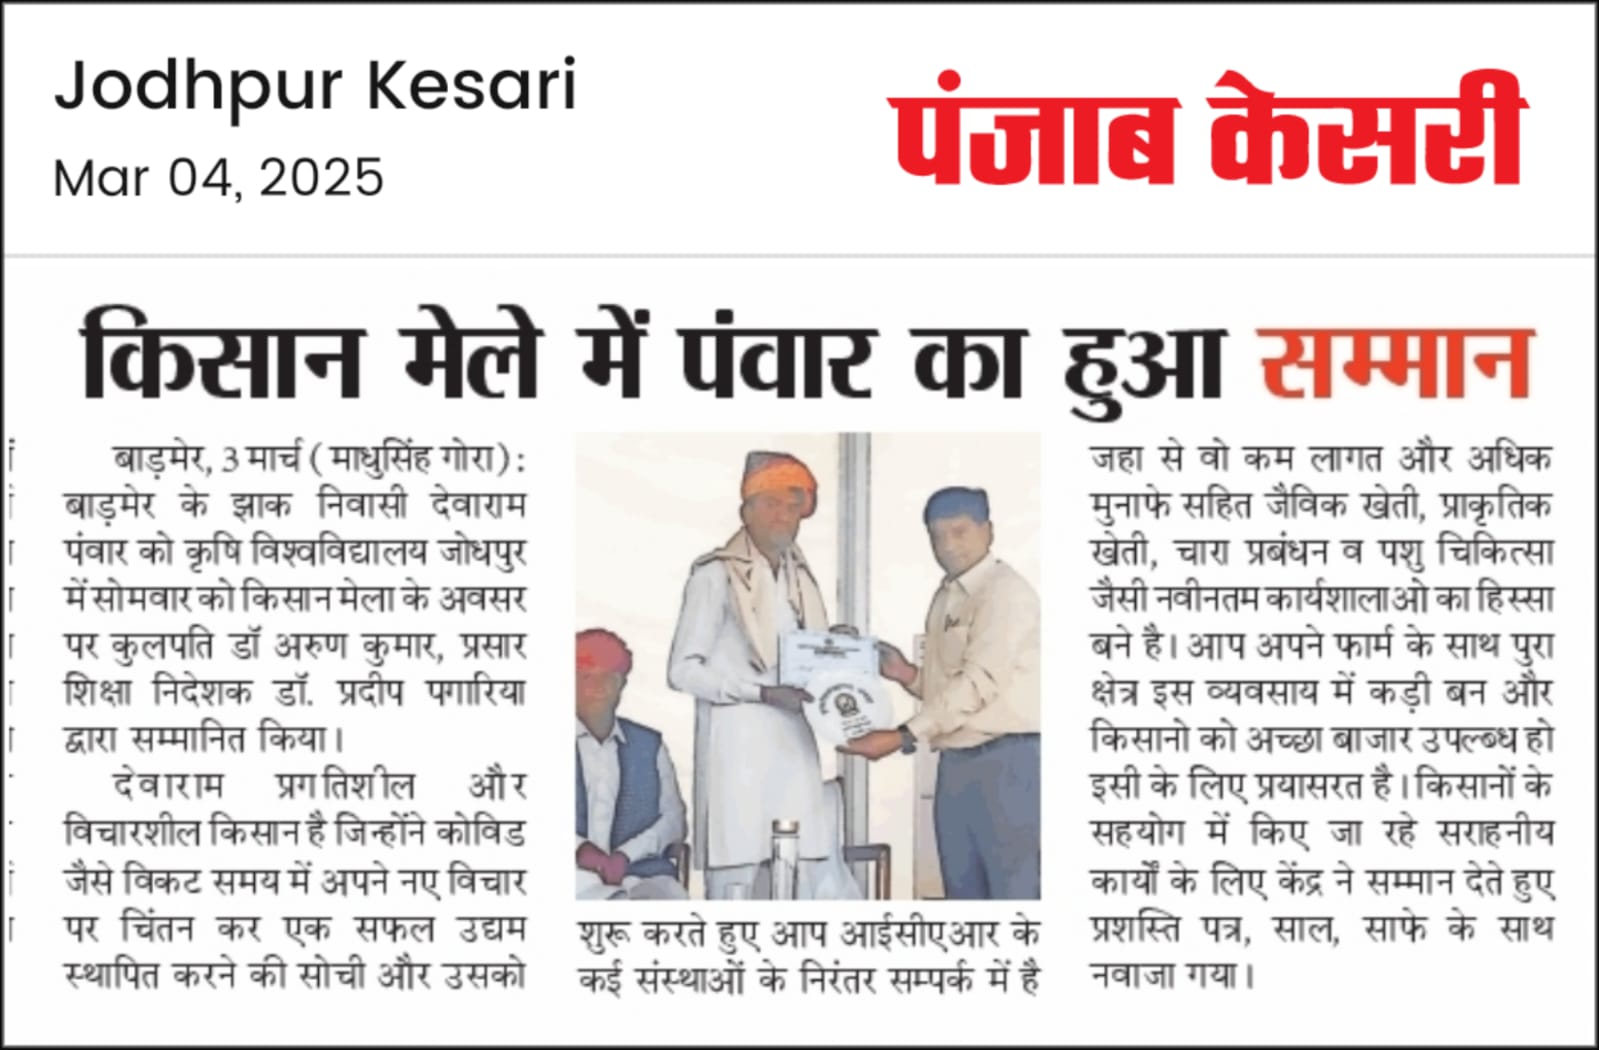 Jodhpur Kesari
Mar 04, 2025
पंजाब केसरी
किसान मेले में पंवार का हुआ सम्मान
बाड़मेर, 3 मार्च ( माधुसिंह गोरा) :
बाड़मेर के झाक निवासी देवाराम
पंवार को कृषि विश्वविद्यालय जोधपुर
में सोमवार को किसान मेला के अवसर
पर कुलपति डॉ अरुण कुमार, प्रसार
शिक्षा निदेशक डॉ. प्रदीप पगारिया
द्वारा सम्मानित किया।
देवाराम प्रगतिशील और
विचारशील किसान है जिन्होंने कोविड
जैसे विकट समय में अपने नए विचार
पर चिंतन कर एक सफल उद्यम
स्थापित करने की सोची और उसको
शुरू करते हुए आप आईसीएआर के
कई संस्थाओं के निरंतर सम्पर्क में है
जहा से वो कम लागत और अधिक
मुनाफे सहित जैविक खेती, प्राकृतिक
खेती, चारा प्रबंधन व पशु चिकित्सा
जैसी नवीनतम कार्यशालाओ का हिस्सा
बने है। आप अपने फार्म के साथ पुरा
क्षेत्र इस व्यवसाय में कड़ी बन और
किसानो को अच्छा बाजार उपल्ब्ध हो
इसी के लिए प्रयासरत है। किसानों के
सहयोग में किए जा रहे सराहनीय
कार्यों के लिए केंद्र ने सम्मान देते हुए
प्रशस्ति पत्र, साल, साफे के साथ
नवाजा गया।